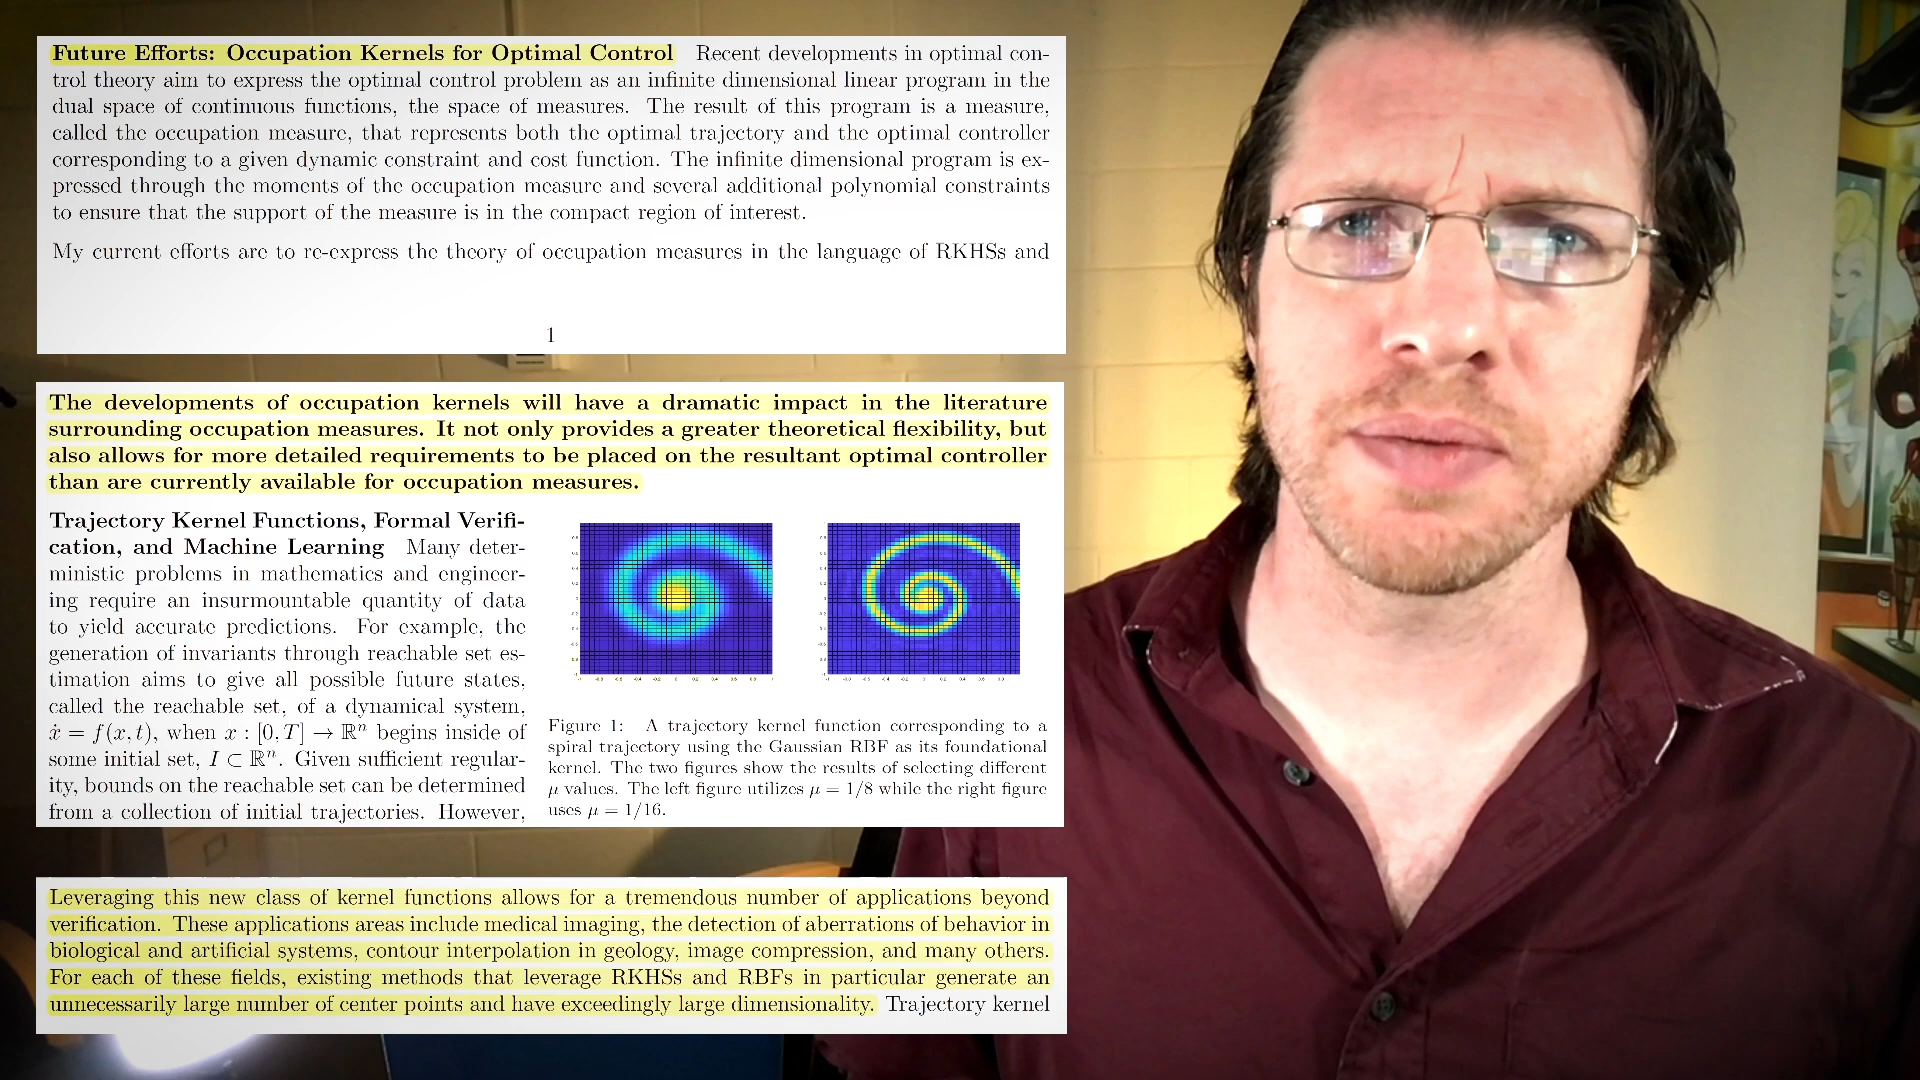 Future Efforts: Occupation Kernels for Optimal Control Recent developments in optimal con-
trol theory aim to express the optimal control problem as an infinite dimensional linear program in the
dual space of continuous functions, the space of measures. The result of this program is a measure,
called the occupation measure, that represents both the optimal trajectory and the optimal controller
corresponding to a given dynamic constraint and cost function. The infinite dimensional program is ex-
pressed through the moments of the occupation measure and several additional polynomial constraints
to ensure that the support of the measure is in the compact region of interest.
My current efforts are to re-express the theory of occupation measures in the language of RKHSs and
1
The developments of occupation kernels will have a dramatic impact in the literature
surrounding occupation measures. It not only provides a greater theoretical flexibility, but
also allows for more detailed requirements to be placed on the resultant optimal controller
than are currently available for occupation measures.
Trajectory Kernel Functions, Formal Verifi-
cation, and Machine Learning Many deter-
ministic problems in mathematics and engineer-
ing require an insurmountable quantity of data
to yield accurate predictions. For example, the
generation of invariants through reachable set es-
timation aims to give all possible future states,
called the reachable set, of a dynamical system,
ẋ = f(x, t), when x : [0, T] → ℝⁿ begins inside of
some initial set, I ⊂ ℝⁿ. Given sufficient regular-
ity, bounds on the reachable set can be determined
from a collection of initial trajectories. However,
Figure 1: A trajectory kernel function corresponding to a
spiral trajectory using the Gaussian RBF as its foundational
kernel. The two figures show the results of selecting different
μ values. The left figure utilizes μ = 1/8 while the right figure
uses μ = 1/16.
Leveraging this new class of kernel functions allows for a tremendous number of applications beyond
verification. These applications areas include medical imaging, the detection of aberrations of behavior in
biological and artificial systems, contour interpolation in geology, image compression, and many others.
For each of these fields, existing methods that leverage RKHSs and RBFs in particular generate an
unnecessarily large number of center points and have exceedingly large dimensionality. Trajectory kernel